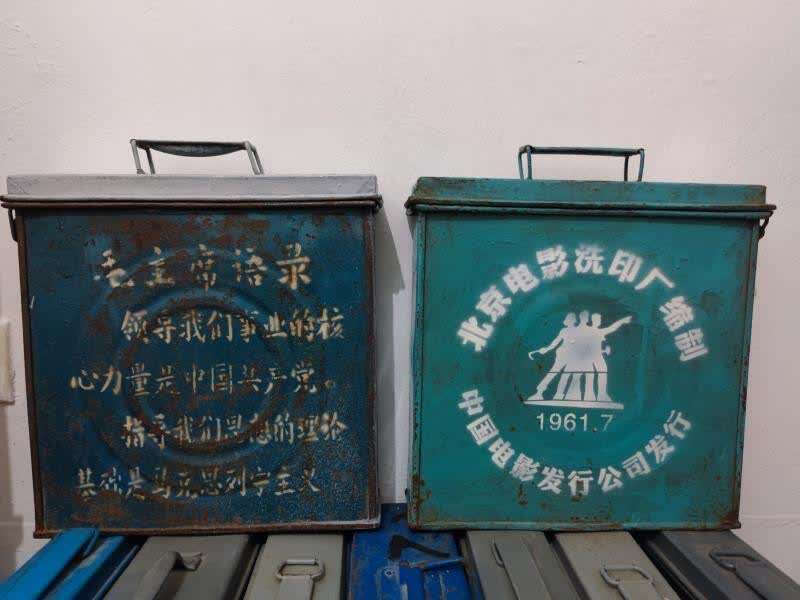 毛主席语录
领导我们事业的核
心力量是中国共产党。
指导我们思想的理论
基础是马克思列宁主义
北京电影洗印厂缩制
1961.7
中国电影发行公司发行